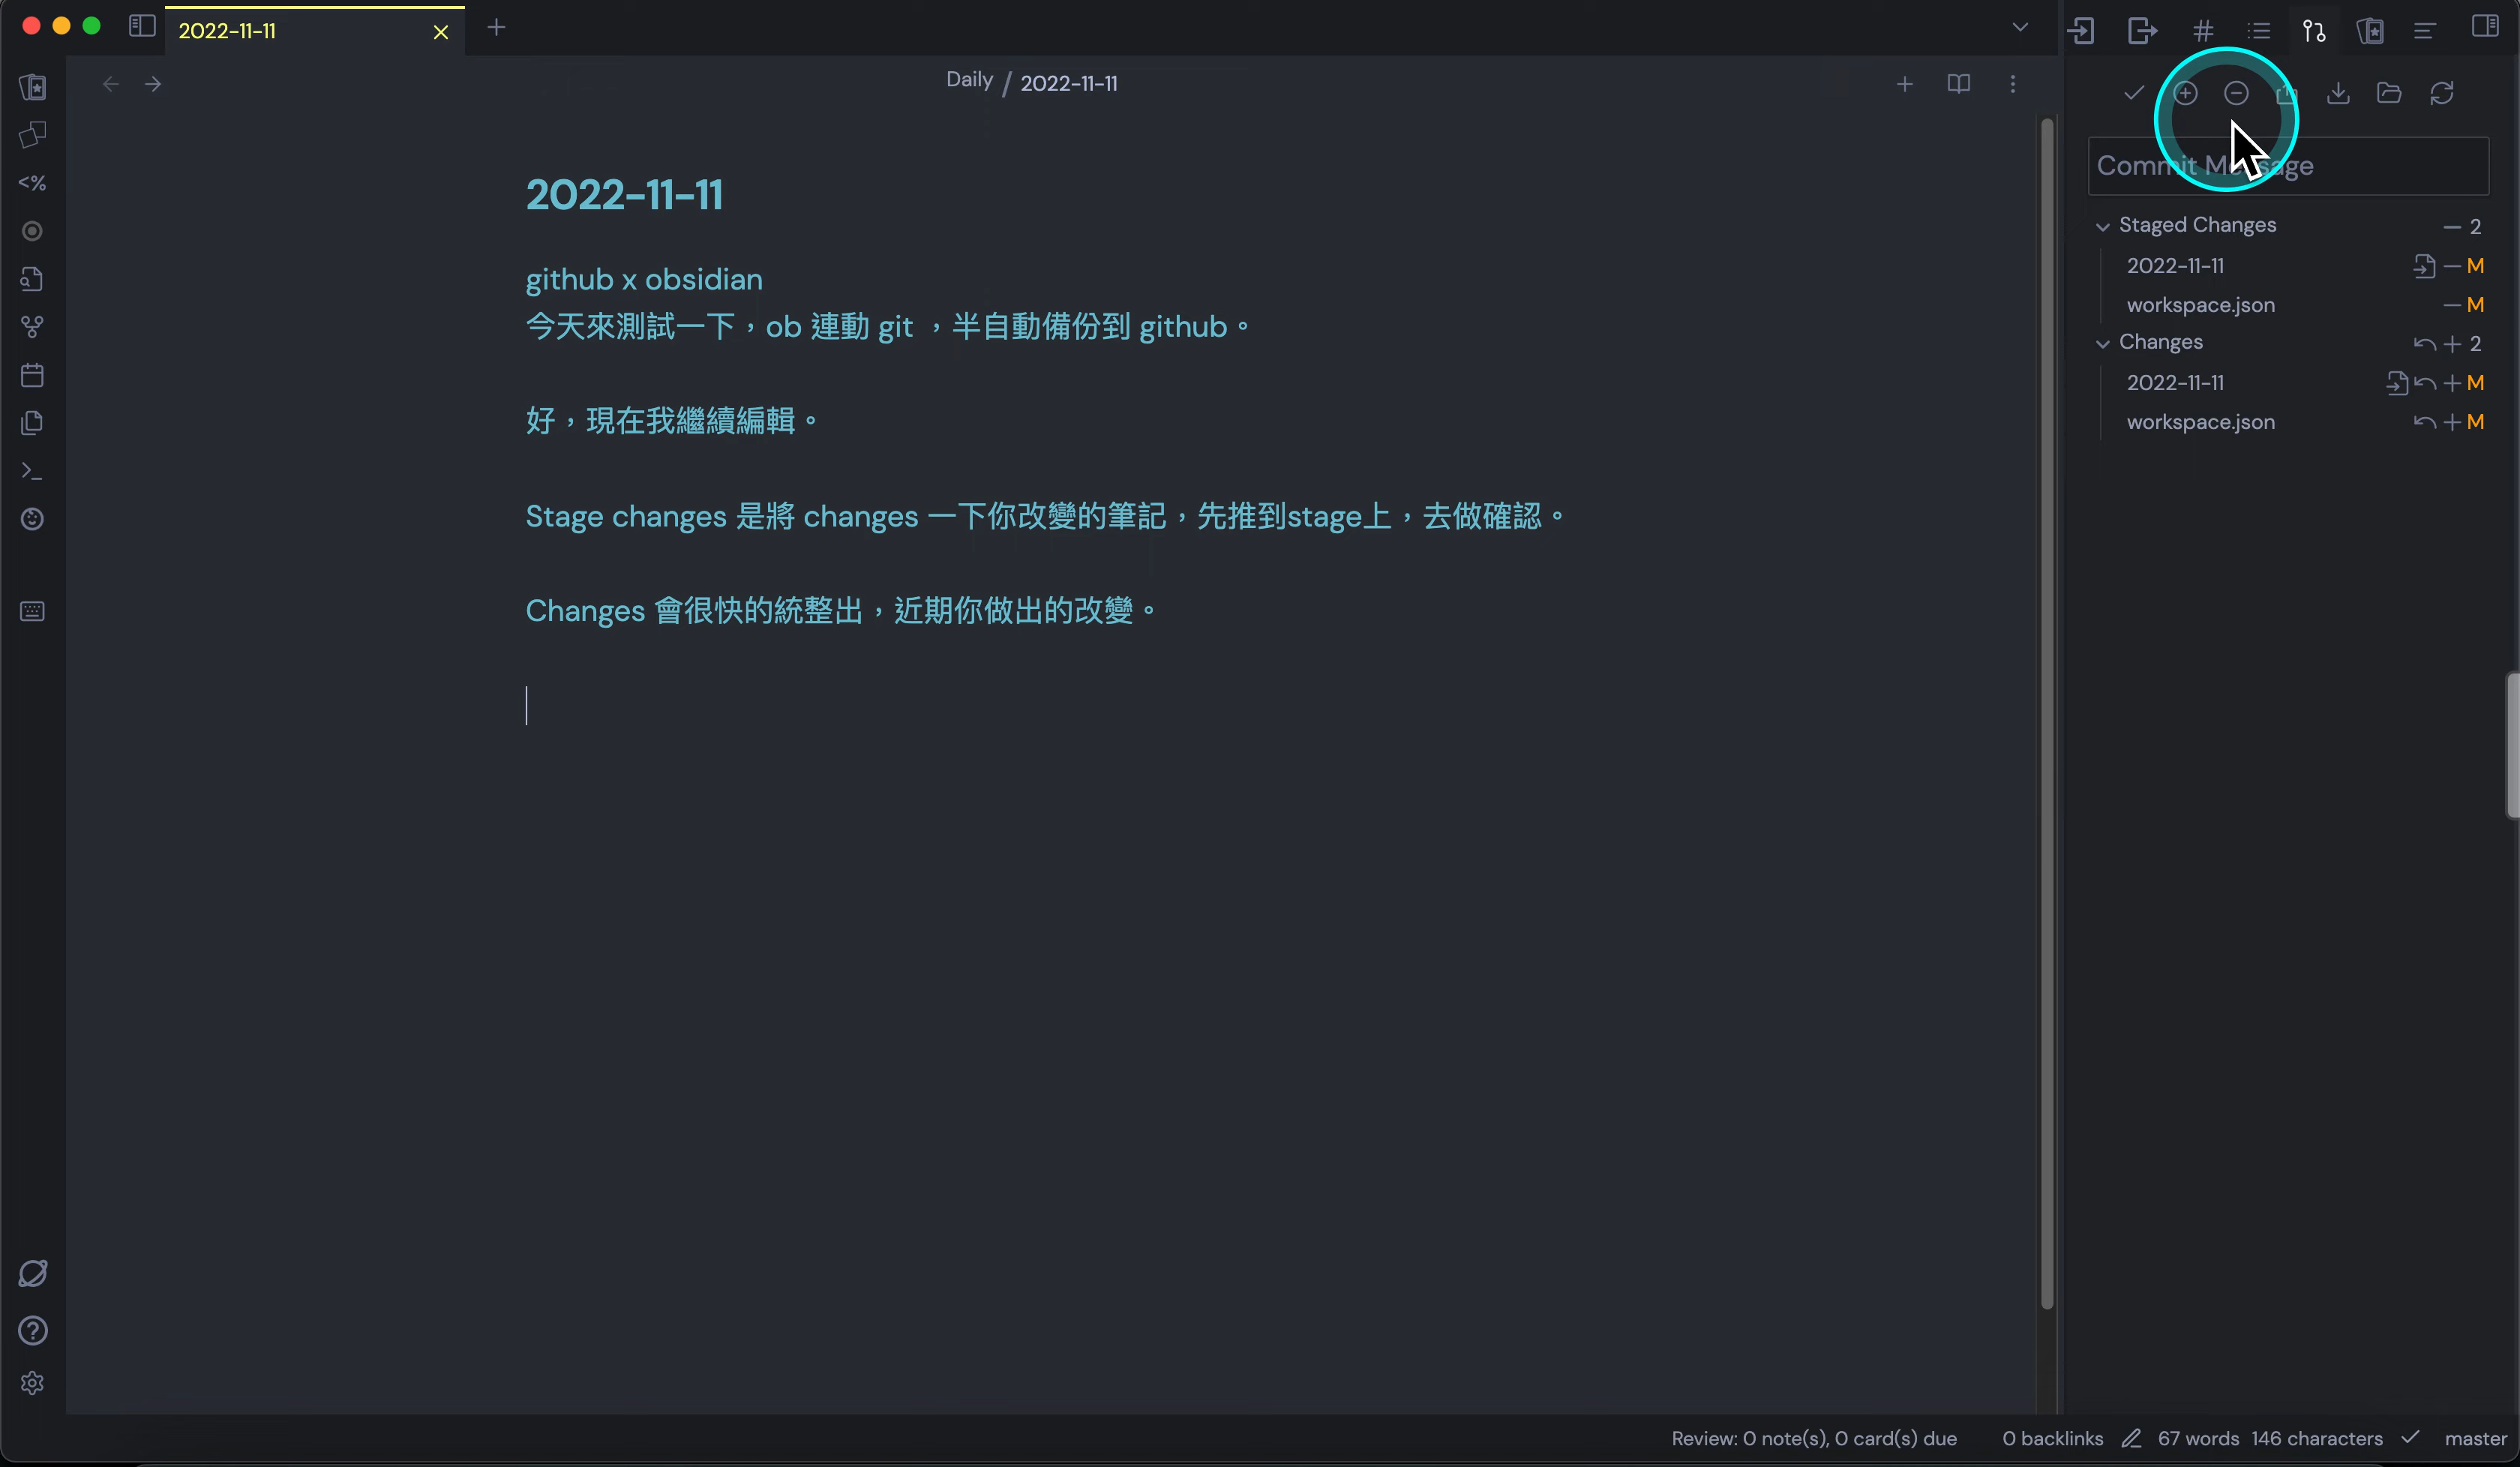 2022-11-11
Daily / 2022-11-11
2022-11-11
github x obsidian
今天來測試一下，ob 連動 git ，半自動備份到 github。
好，現在我繼續編輯。
Stage changes 是將 changes 一下你改變的筆記，先推到stage上，去做確認。
Changes 會很快的統整出，近期你做出的改變。
Commit Message
Staged Changes 2
2022-11-11 M
workspace.json M
Changes 2
2022-11-11 M
workspace.json M
Review: 0 note(s), 0 card(s) due 0 backlinks 67 words 146 characters master